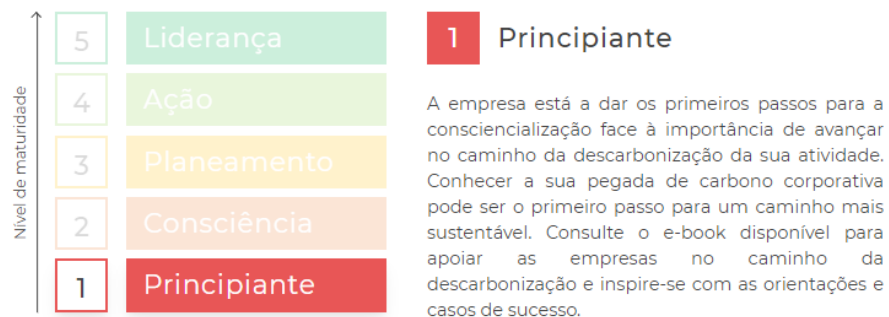 Nível de maturidade
5 Liderança
4 Ação
3 Planeamento
2 Consciência
1 Principiante
1 Principiante
A empresa está a dar os primeiros passos para a
consciencialização face à importância de avançar
no caminho da descarbonização da sua atividade.
Conhecer a sua pegada de carbono corporativa
pode ser o primeiro passo para um caminho mais
sustentável. Consulte o e-book disponível para
apoiar as empresas no caminho da
descarbonização e inspire-se com as orientações e
casos de sucesso.